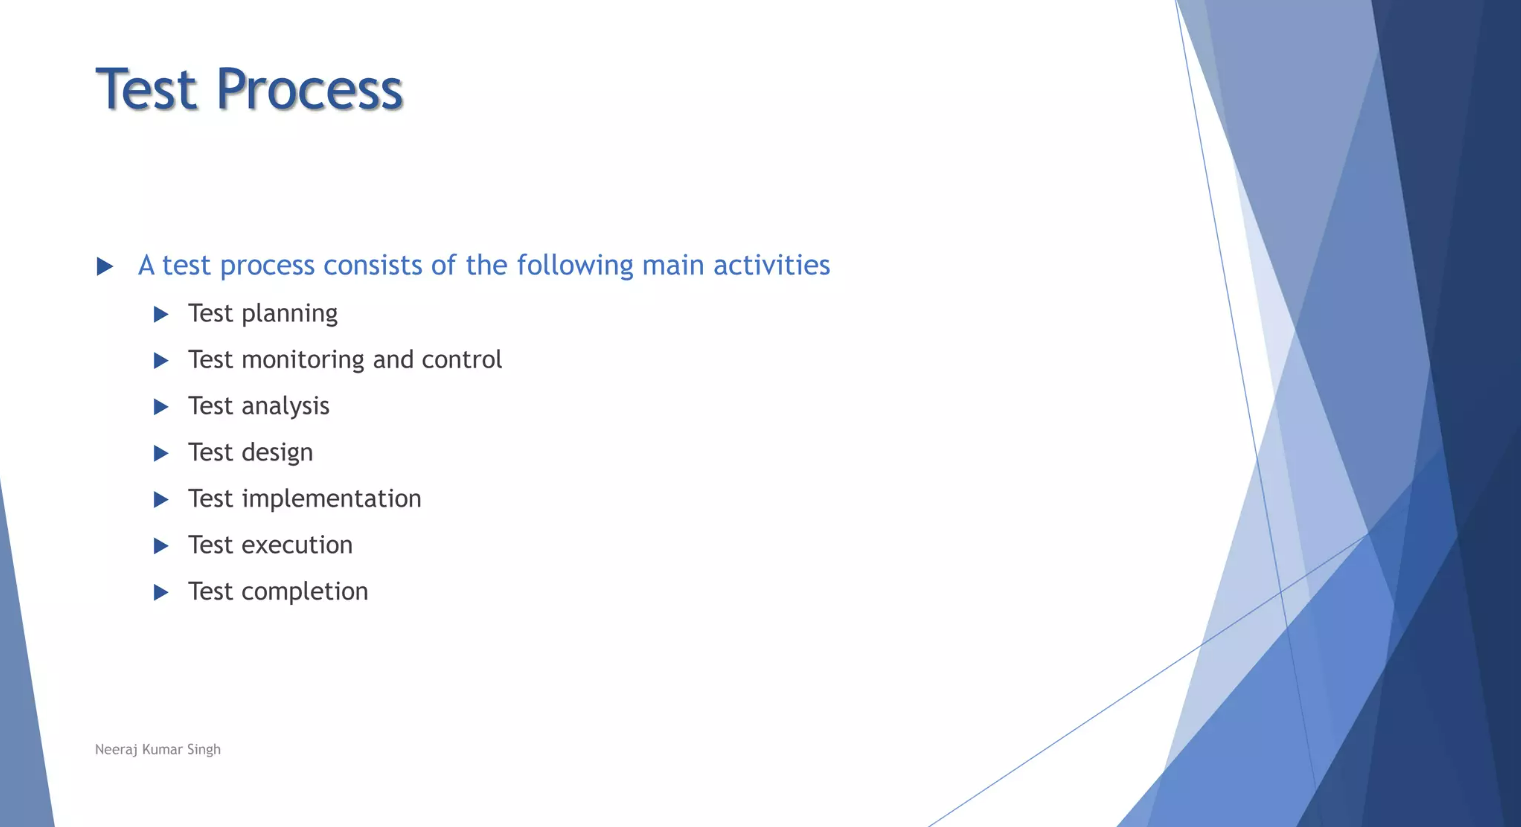 Test Process
A test process consists of the following main activities
Test planning
Test monitoring and control
Test analysis
Test design
Test implementation
Test execution
Test completion
Neeraj Kumar Singh